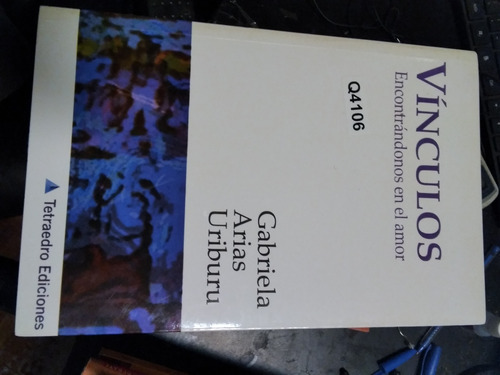 VÍNCULOS
Encontrándonos en el amor
Q4106
Gabriela
Arias
Uriburu
Tetraedro Ediciones